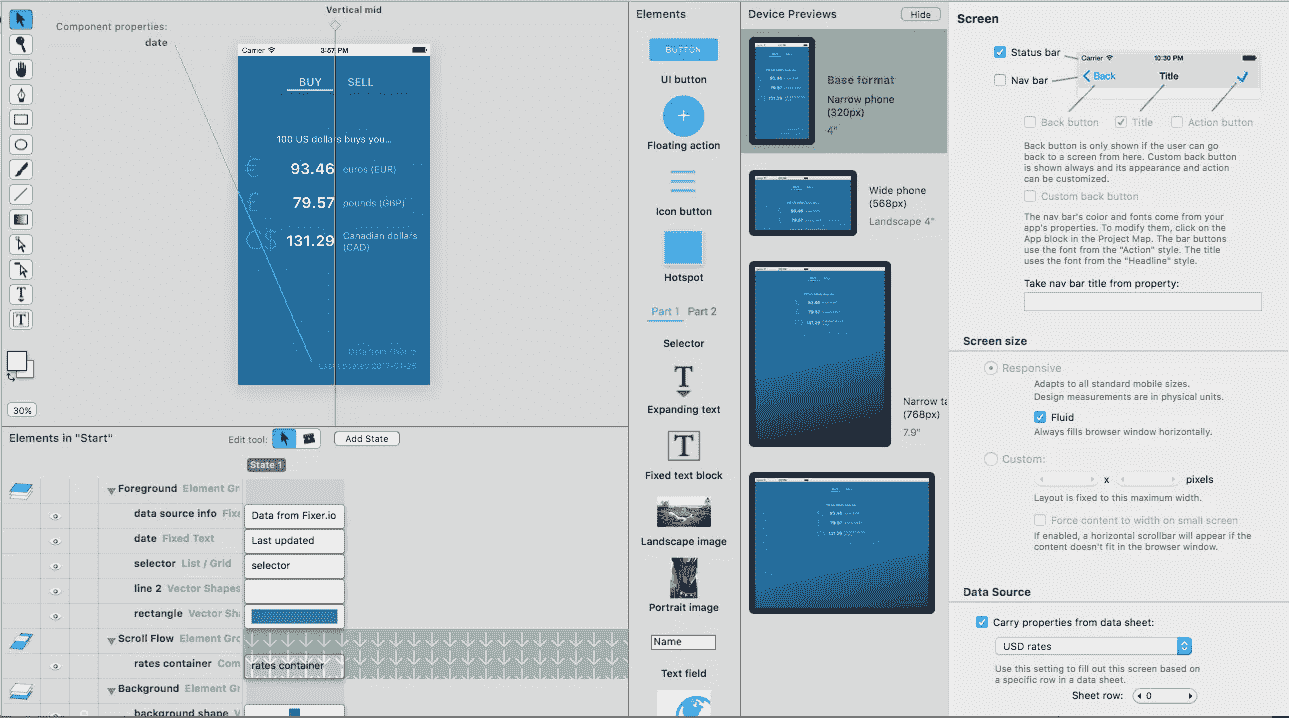 Vertical mid
Component properties:
date
Carrier
3:57 PM
BUY
SELL
100 US dollars buys you...
€
93.46
euros (EUR)
£
79.57
pounds (GBP)
C$
131.29
Canadian dollars
(CAD)
Data from Fixer.io
30%
Elements in "Start"
Edit tool:
Add State
State 1
Foreground Element Gr
data source info Fixe
Data from Fixer.io
date Fixed Text
Last updated
selector List / Grid
selector
line 2 Vector Shapes
rectangle Vector Sh
Scroll Flow Element Gro
rates container Com
rates container
Background Element Gr
background shape V
Elements
BUTTON
UI button
Floating action
Icon button
Hotspot
Part 1 Part 2
Selector
T
Expanding text
T
Fixed text block
Landscape image
Portrait image
Name
Text field
Device Previews
Hide
Base format
Narrow phone
(320px)
4"
Wide phone
(568px)
Landscape 4"
Narrow ta
(768px)
7.9"
Screen
Status bar
Carrier
10:30 PM
Nav bar
Back
Title
Back button
Title
Action button
Back button is only shown if the user can go
back to a screen from here. Custom back button
is shown always and its appearance and action
can be customized.
Custom back button
The nav bar's color and fonts come from your
app's properties. To modify them, click on the
App block in the Project Map. The bar buttons
use the font from the "Action" style. The title
uses the font from the "Headline" style.
Take nav bar title from property:
Screen size
Responsive
Adapts to all standard mobile sizes.
Design measurements are in physical units.
Fluid
Always fills browser window horizontally.
Custom:
x
pixels
Layout is fixed to this maximum width.
Force content to width on small screen
If enabled, a horizontal scrollbar will appear if the
content doesn't fit in the browser window.
Data Source
Carry properties from data sheet:
USD rates
Use this setting to fill out this screen based on
a specific row in a data sheet.
Sheet row:
0